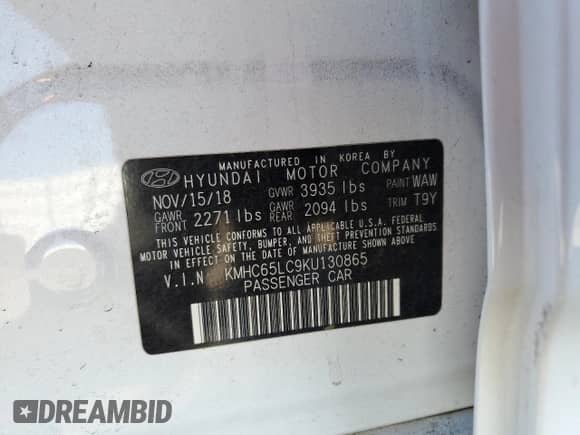 MANUFACTURED IN KOREA BY
HYUNDAI MOTOR COMPANY
NOV/15/18 GVWR 3935 lbs PAINT WAW
GAWR FRONT 2271 lbs GAWR REAR 2094 lbs TRIM T9Y
THIS VEHICLE CONFORMS TO ALL APPLICABLE U.S.A. FEDERAL
MOTOR VEHICLE SAFETY, BUMPER, AND THEFT PREVENTION
STANDARDS IN EFFECT ON THE DATE OF MANUFACTURE SHOWN ABOVE.
V.I.N KMHC65LC9KU130865
PASSENGER CAR
DREAMBID